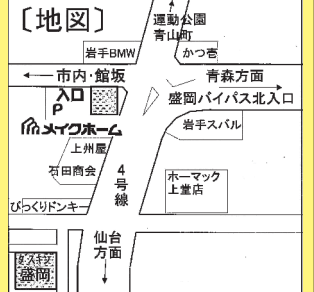 〔地図〕
運動公園
青山町
岩手BMW
かつ壱
← 市内・館坂
青森方面 →
入口
P
盛岡バイパス北入口
メイクホーム
岩手スバル
上州屋
石田商会
4号線
ホーマック
上堂店
びっくりドンキー
仙台
方面
ダスキン
盛岡